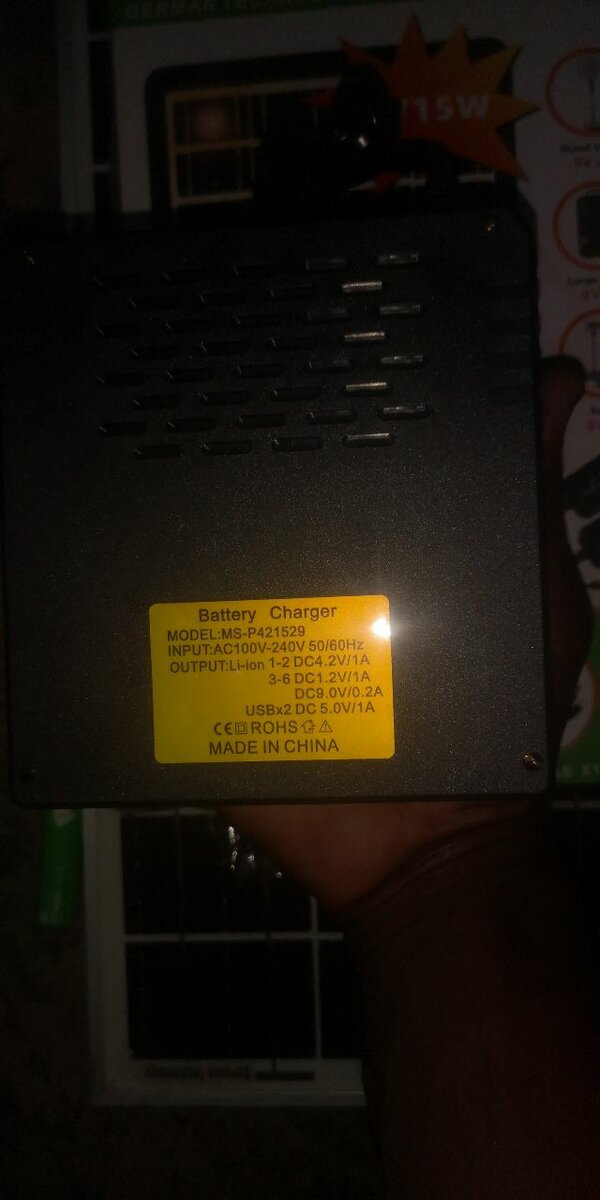 GERMAN
15W
Battery Charger
MODEL:MS-P421529
INPUT:AC100V-240V 50/60Hz
OUTPUT:Li-ion 1-2 DC4.2V/1A
3-6 DC1.2V/1A
DC9.0V/0.2A
USBx2 DC 5.0V/1A
CE ROHS
MADE IN CHINA